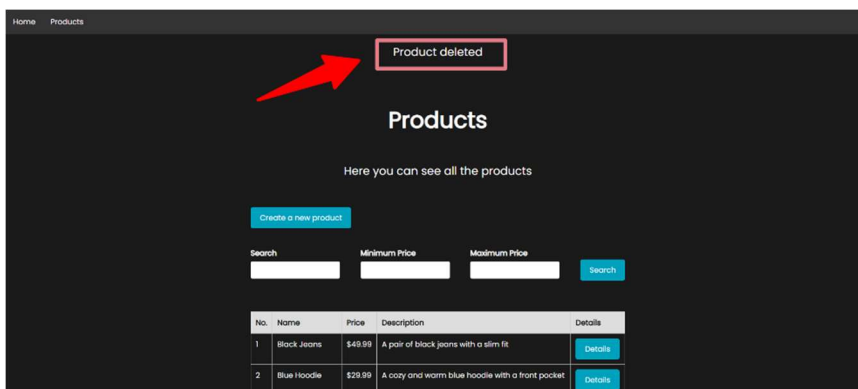 Home Products
Product deleted
Products
Here you can see all the products
Create a new product
Search Minimum Price Maximum Price
Search
No. Name Price Description Details
1 Black Jeans $49.99 A pair of black jeans with a slim fit Details
2 Blue Hoodie $29.99 A cozy and warm blue hoodie with a front pocket Details